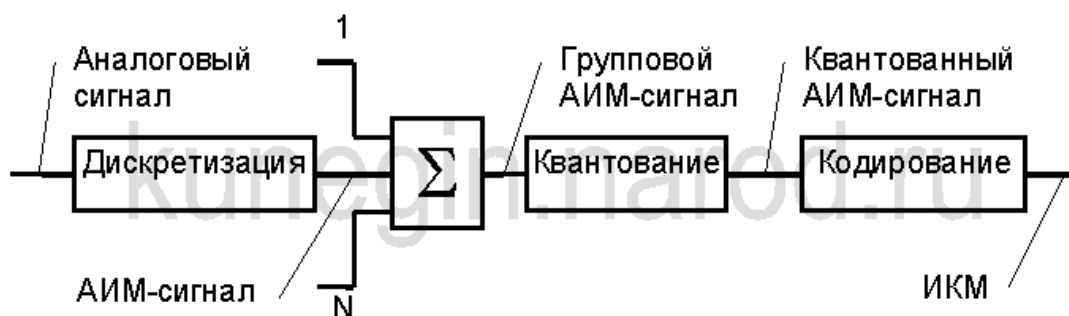 1
Аналоговый
сигнал
Групповой
АИМ-сигнал
Квантованный
АИМ-сигнал
Дискретизация
Σ
Квантование
Кодирование
kunegin.narod.ru
АИМ-сигнал
N
ИКМ